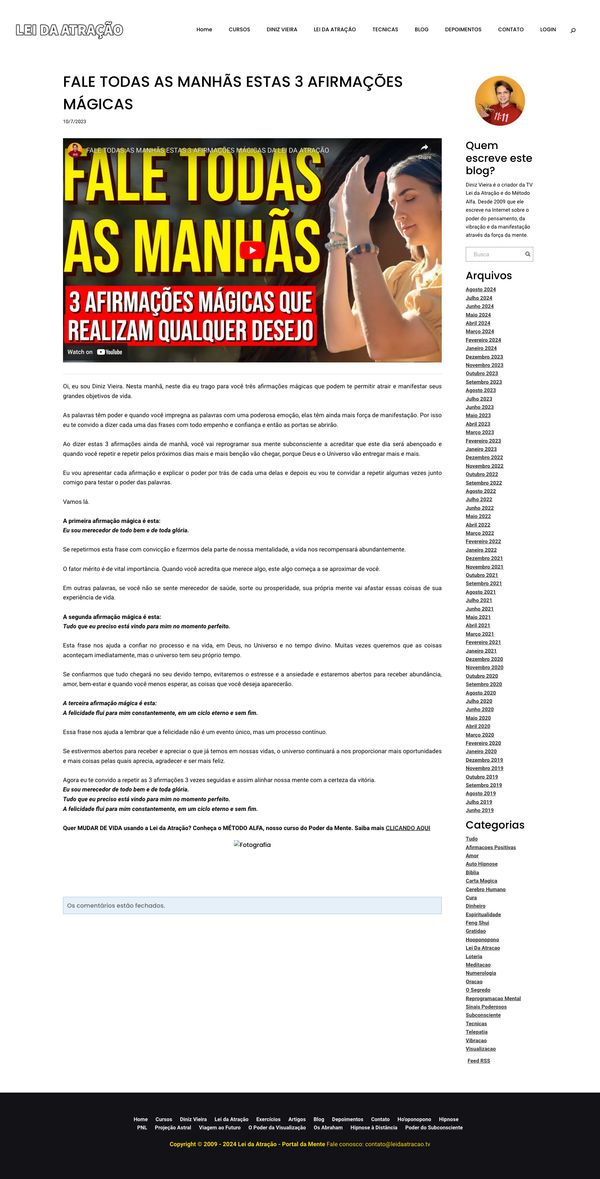 LEI DA ATRAÇÃO
Home CURSOS DINIZ VIEIRA LEI DA ATRAÇÃO TECNICAS BLOG DEPOIMENTOS CONTATO LOGIN
FALE TODAS AS MANHÃS ESTAS 3 AFIRMAÇÕES
MÁGICAS
10/7/2023
FALE TODAS AS MANHÃS ESTAS 3 AFIRMAÇÕES MÁGICAS DA LEI DA ATRAÇÃO
Share
FALE TODAS
AS MANHÃS
3 AFIRMAÇÕES MÁGICAS QUE
REALIZAM QUALQUER DESEJO
Watch on YouTube
Oi, eu sou Diniz Vieira. Nesta manhã, neste dia eu trago para você três afirmações mágicas que podem te permitir atrair e manifestar seus
grandes objetivos de vida.
As palavras têm poder e quando você impregna as palavras com uma poderosa emoção, elas têm ainda mais força de manifestação. Por isso
eu te convido a dizer cada uma das frases com todo empenho e confiança e então as portas se abrirão.
Ao dizer estas 3 afirmações ainda de manhã, você vai reprogramar sua mente subconsciente a acreditar que este dia será abençoado e
quando você repetir e repetir pelos próximos dias mais e mais benção vão chegar, porque Deus e o Universo vão entregar mais e mais.
Eu vou apresentar cada afirmação e explicar o poder por trás de cada uma delas e depois eu vou te convidar a repetir algumas vezes junto
comigo para testar o poder das palavras.
Vamos lá.
A primeira afirmação mágica é esta:
Eu sou merecedor de todo bem e de toda glória.
Se repetirmos esta frase com convicção e fizermos dela parte de nossa mentalidade, a vida nos recompensará abundantemente.
O fator mérito é de vital importância. Quando você acredita que merece algo, este algo começa a se aproximar de você.
Em outras palavras, se você não se sente merecedor de saúde, sorte ou prosperidade, sua própria mente vai afastar essas coisas de sua
experiência de vida.
A segunda afirmação mágica é esta:
Tudo que eu preciso está vindo para mim no momento perfeito.
Esta frase nos ajuda a confiar no processo e na vida, em Deus, no Universo e no tempo divino. Muitas vezes queremos que as coisas
aconteçam imediatamente, mas o universo tem seu próprio tempo.
Se confiarmos que tudo chegará no seu devido tempo, evitaremos o estresse e a ansiedade e estaremos abertos para receber abundância,
amor, bem-estar e quando você menos esperar, as coisas que você deseja aparecerão.
A terceira afirmação mágica é esta:
A felicidade flui para mim constantemente, em um ciclo eterno e sem fim.
Essa frase nos ajuda a lembrar que a felicidade não é um evento único, mas um processo contínuo.
Se estivermos abertos para receber e apreciar o que já temos em nossas vidas, o universo continuará a nos proporcionar mais oportunidades
e mais coisas pelas quais aprecia, agradecer e ser mais feliz.
Agora eu te convido a repetir as 3 afirmações 3 vezes seguidas e assim alinhar nossa mente com a certeza da vitória.
Eu sou merecedor de todo bem e de toda glória.
Tudo que eu preciso está vindo para mim no momento perfeito.
A felicidade flui para mim constantemente, em um ciclo eterno e sem fim.
Quer MUDAR DE VIDA usando a Lei da Atração? Conheça o MÉTODO ALFA, nosso curso do Poder da Mente. Saiba mais CLICANDO AQUI
Fotografia
Os comentários estão fechados.
11:11
Quem
escreve este
blog?
Diniz Vieira é o criador da TV
Lei da Atração e do Método
Alfa. Desde 2009 que ele
escreve na Internet sobre o
poder do pensamento, da
vibração e da manifestação
através da força da mente.
Busca
Arquivos
Agosto 2024
Julho 2024
Junho 2024
Maio 2024
Abril 2024
Março 2024
Fevereiro 2024
Janeiro 2024
Dezembro 2023
Novembro 2023
Outubro 2023
Setembro 2023
Agosto 2023
Julho 2023
Junho 2023
Maio 2023
Abril 2023
Março 2023
Fevereiro 2023
Janeiro 2023
Dezembro 2022
Novembro 2022
Outubro 2022
Setembro 2022
Agosto 2022
Julho 2022
Junho 2022
Maio 2022
Abril 2022
Março 2022
Fevereiro 2022
Janeiro 2022
Dezembro 2021
Novembro 2021
Outubro 2021
Setembro 2021
Agosto 2021
Julho 2021
Junho 2021
Maio 2021
Abril 2021
Março 2021
Fevereiro 2021
Janeiro 2021
Dezembro 2020
Novembro 2020
Outubro 2020
Setembro 2020
Agosto 2020
Julho 2020
Junho 2020
Maio 2020
Abril 2020
Março 2020
Fevereiro 2020
Janeiro 2020
Dezembro 2019
Novembro 2019
Outubro 2019
Setembro 2019
Agosto 2019
Julho 2019
Junho 2019
Categorias
Tudo
Afirmacoes Positivas
Amor
Auto Hipnose
Biblia
Carta Magica
Cerebro Humano
Cura
Dinheiro
Espiritualidade
Feng Shui
Gratidao
Hooponopono
Lei Da Atracao
Loteria
Meditacao
Numerologia
Oracao
O Segredo
Reprogramacao Mental
Sinais Poderosos
Subconsciente
Tecnicas
Telepatia
Vibracao
Visualizacao
Feed RSS
Home Cursos Diniz Vieira Lei da Atração Exercícios Artigos Blog Depoimentos Contato Ho'oponopono Hipnose
PNL Projeção Astral Viagem ao Futuro O Poder da Visualização Os Abraham Hipnose à Distância Poder do Subconsciente
Copyright © 2009 - 2024 Lei da Atração - Portal da Mente Fale conosco: contato@leidaatracao.tv